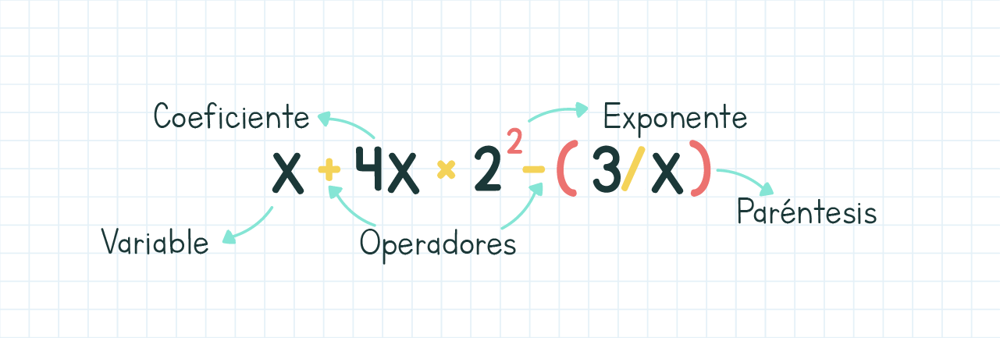 Coeficiente
Exponente
x + 4x × 2² − (3/x)
Paréntesis
Variable
Operadores